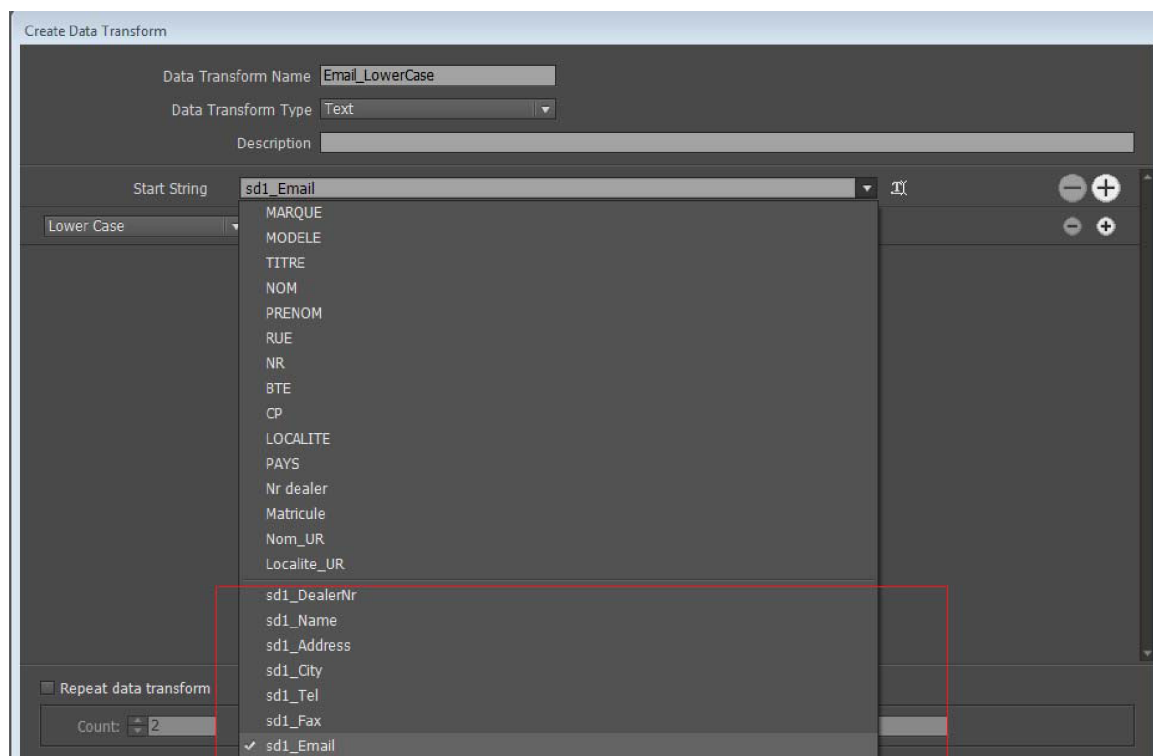 Create Data Transform
Data Transform Name Email_LowerCase
Data Transform Type Text
Description
Start String sd1_Email
Lower Case
MARQUE
MODELE
TITRE
NOM
PRENOM
RUE
NR
BTE
CP
LOCALITE
PAYS
Nr dealer
Matricule
Nom_UR
Localite_UR
sd1_DealerNr
sd1_Name
sd1_Address
sd1_City
sd1_Tel
sd1_Fax
sd1_Email
Repeat data transform
Count: 2